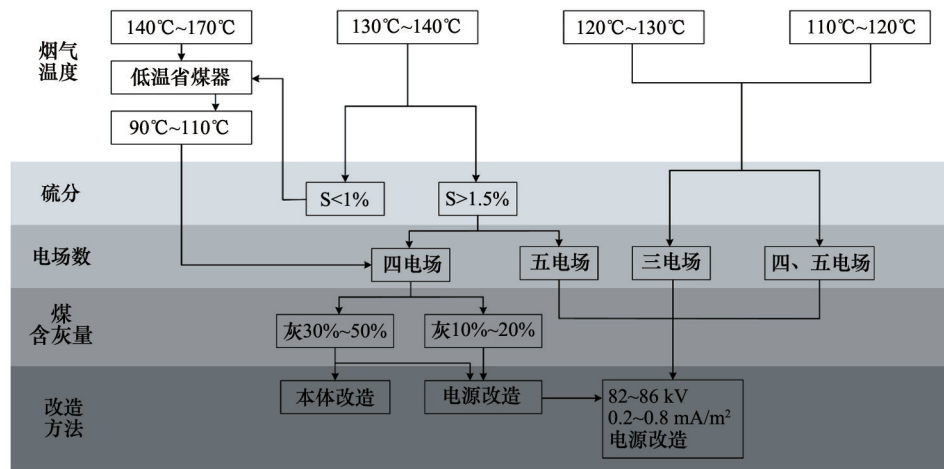 烟气
温度
140℃~170℃
130℃~140℃
120℃~130℃
110℃~120℃
低温省煤器
90℃~110℃
硫分
S<1%
S>1.5%
电场数
四电场
五电场
三电场
四、五电场
煤
含灰量
灰30%~50%
灰10%~20%
改造
方法
本体改造
电源改造
82~86 kV
0.2~0.8 mA/m²
电源改造